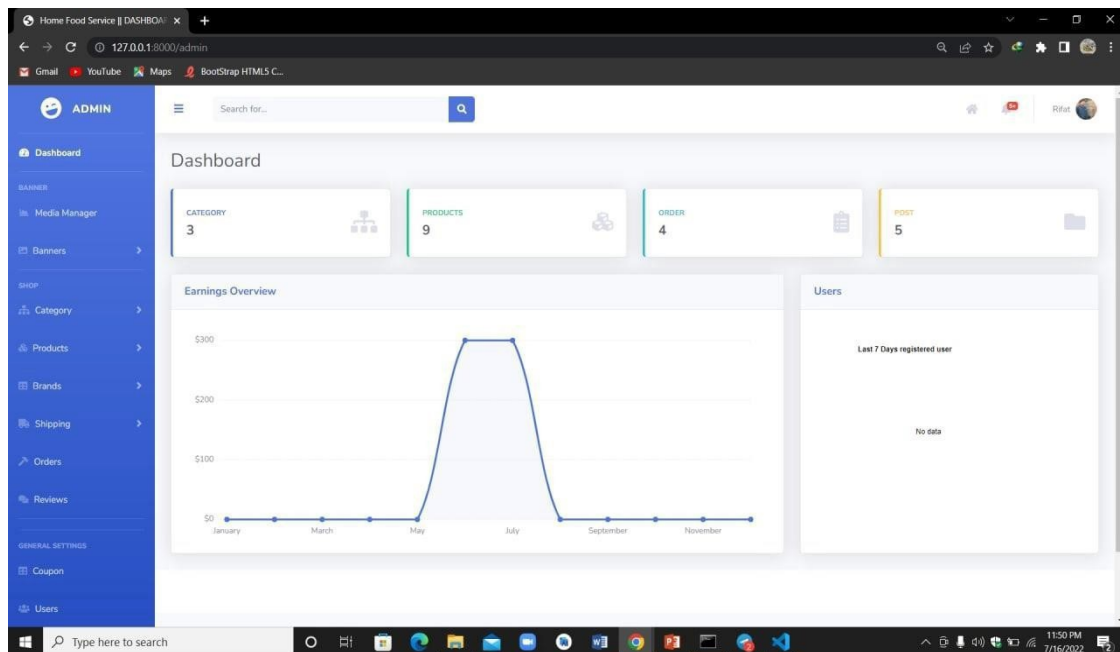 Home Food Service || DASHBOA
127.0.0.1:8000/admin
Gmail YouTube Maps BootStrap HTML5 C...
ADMIN
Search for...
5+
Rifat
Dashboard
BANNER
Media Manager
Banners
SHOP
Category
Products
Brands
Shipping
Orders
Reviews
GENERAL SETTINGS
Coupon
Users
Dashboard
CATEGORY
3
PRODUCTS
9
ORDER
4
POST
5
Earnings Overview
$300
$200
$100
$0
January March May July September November
Users
Last 7 Days registered user
No data
Type here to search
11:50 PM
7/16/2022